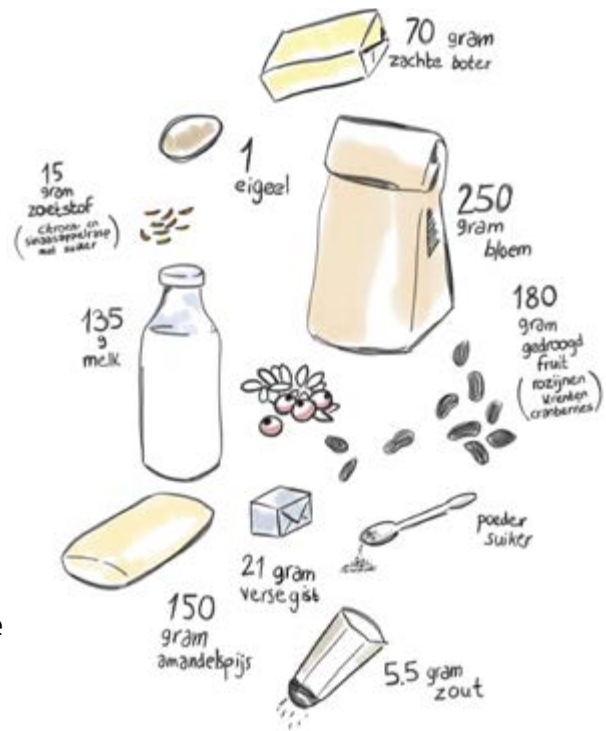 70 gram
zachte boter
1
eigeel
15
gram
zoetstof
(citroen- en
sinaasappelrasp
met suiker)
250
gram
bloem
135
g
melk
180
gram
gedroogd
fruit
(rozijnen
krenten
cranberries)
21 gram
verse gist
poeder
suiker
150
gram
amandelspijs
5.5 gram
zout
e